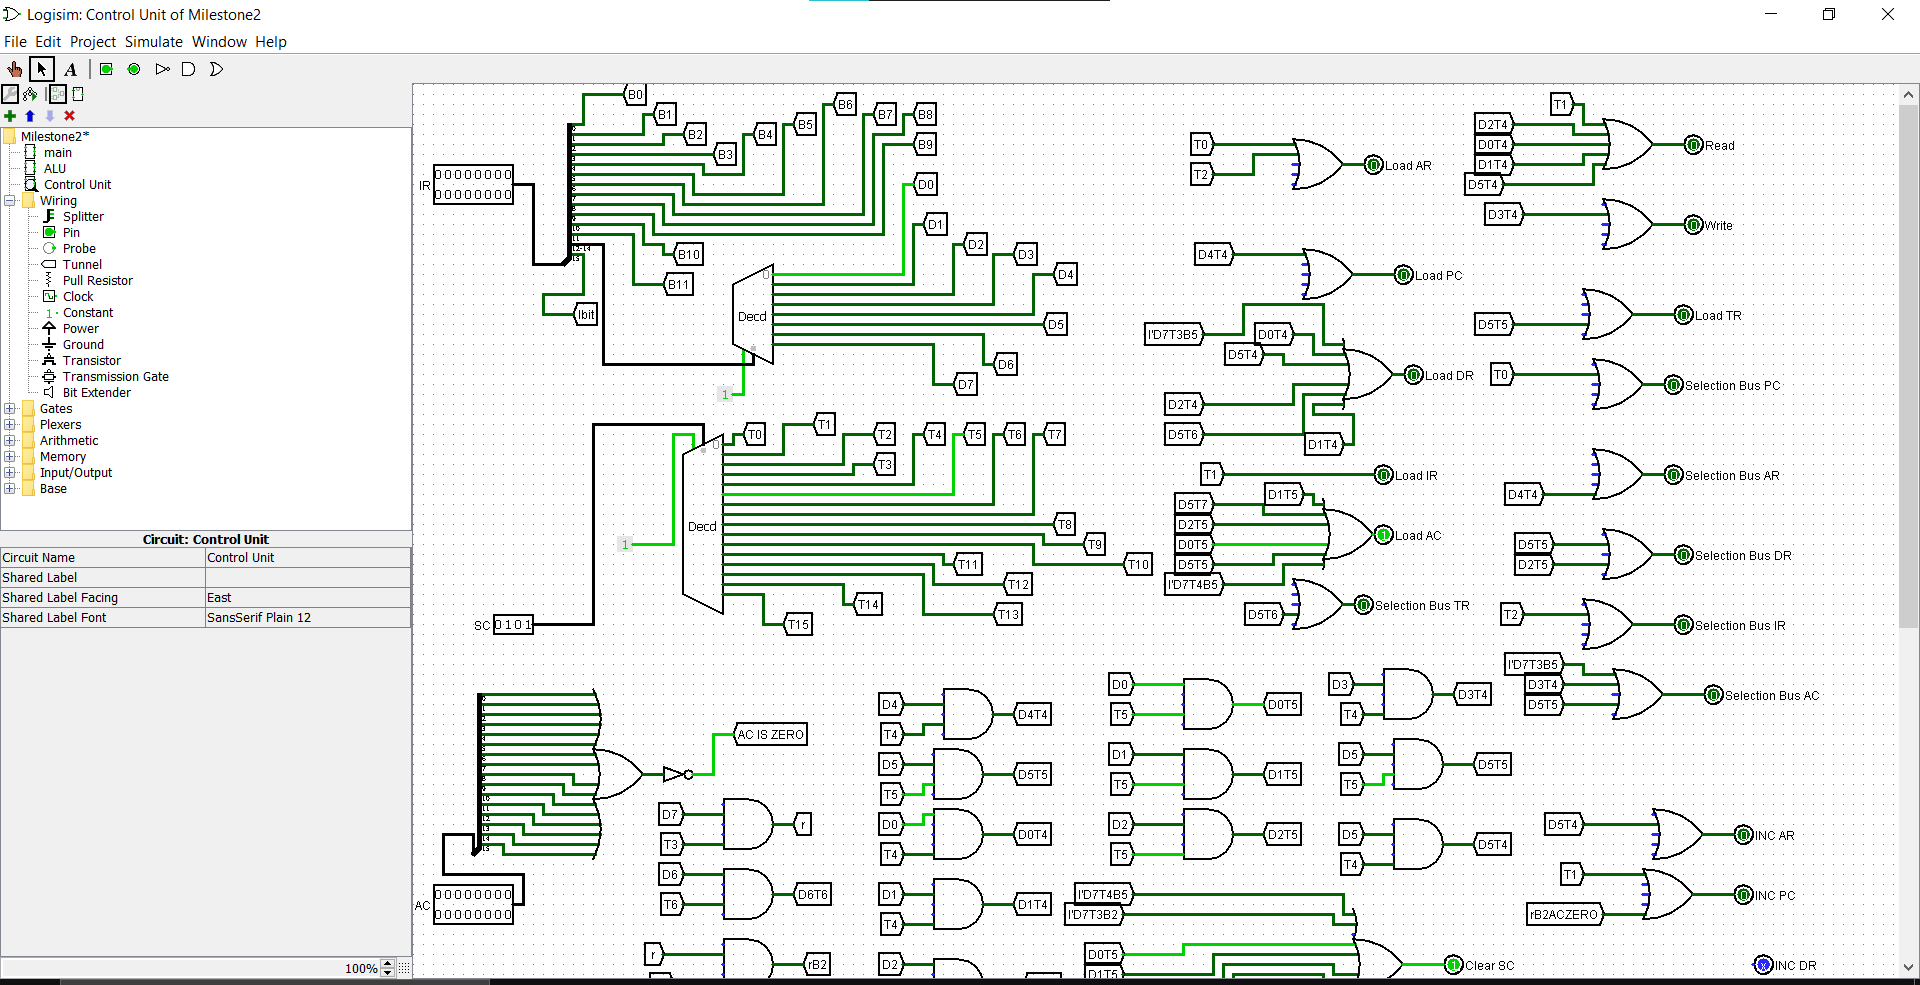 Logisim: Control Unit of Milestone2
File Edit Project Simulate Window Help
Milestone2*
main
ALU
Control Unit
Wiring
Splitter
Pin
Probe
Tunnel
Pull Resistor
Clock
Constant
Power
Ground
Transistor
Transmission Gate
Bit Extender
Gates
Plexers
Arithmetic
Memory
Input/Output
Base
Circuit: Control Unit
Circuit Name Control Unit
Shared Label
Shared Label Facing East
Shared Label Font SansSerif Plain 12
100%
IR
00000000
00000000
B0
B1
B2
B3
B4
B5
B6
B7
B8
B9
B10
B11
Ibit
D0
D1
D2
D3
D4
D5
D6
D7
0
Decd
1
T0
T1
T2
T3
T4
T5
T6
T7
T8
T9
T10
T11
T12
T13
T14
T15
0
Decd
1
SC 0101
T0
T2
Load AR
D4T4
Load PC
I'D7T3B5
D0T4
D5T4
D2T4
D5T6
D1T4
Load DR
T1
Load IR
D1T5
D5T7
D2T5
D0T5
D5T5
I'D7T4B5
Load AC
D5T6
Selection Bus TR
T1
D2T4
D0T4
D1T4
D5T4
Read
D3T4
Write
D5T5
Load TR
T0
Selection Bus PC
D4T4
Selection Bus AR
D5T5
D2T5
Selection Bus DR
T2
Selection Bus IR
I'D7T3B5
D3T4
D5T5
Selection Bus AC
AC IS ZERO
AC
00000000
00000000
D7
T3
r
D6
T6
D6T6
r
rB2
D4
T4
D4T4
D5
T5
D5T5
D0
T4
D0T4
D1
T4
D1T4
D2
D0
T5
D0T5
D1
T5
D1T5
D2
T5
D2T5
D3
T4
D3T4
D5
T5
D5T5
D5
T4
D5T4
I'D7T4B5
I'D7T3B2
D0T5
D1T5
Clear SC
D5T4
INC AR
T1
rB2ACZERO
INC PC
INC DR